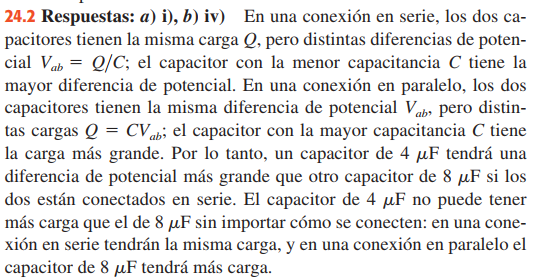 24.2 Respuestas: a) i), b) iv) En una conexión en serie, los dos ca-
pacitores tienen la misma carga Q, pero distintas diferencias de poten-
cial Vab = Q/C; el capacitor con la menor capacitancia C tiene la
mayor diferencia de potencial. En una conexión en paralelo, los dos
capacitores tienen la misma diferencia de potencial Vab, pero distin-
tas cargas Q = CVab; el capacitor con la mayor capacitancia C tiene
la carga más grande. Por lo tanto, un capacitor de 4 μF tendrá una
diferencia de potencial más grande que otro capacitor de 8 μF si los
dos están conectados en serie. El capacitor de 4 μF no puede tener
más carga que el de 8 μF sin importar cómo se conecten: en una cone-
xión en serie tendrán la misma carga, y en una conexión en paralelo el
capacitor de 8 μF tendrá más carga.